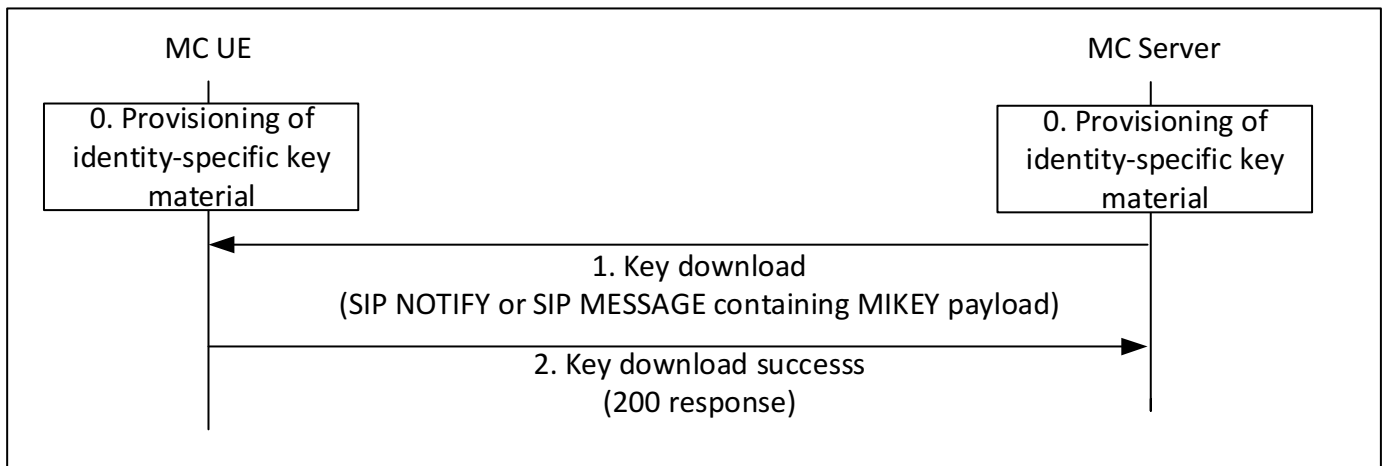 MC UE
MC Server
0. Provisioning of
identity-specific key
material
0. Provisioning of
identity-specific key
material
1. Key download
(SIP NOTIFY or SIP MESSAGE containing MIKEY payload)
2. Key download successs
(200 response)